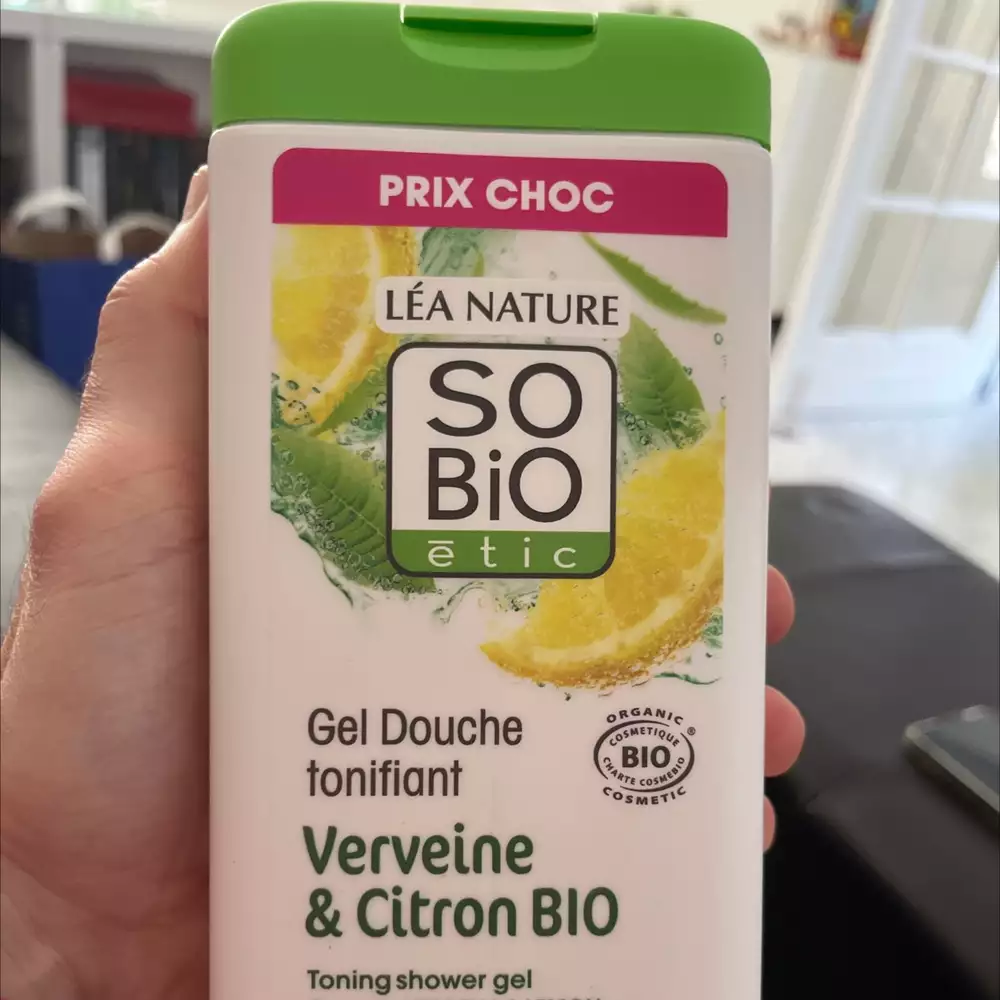 PRIX CHOC
LÉA NATURE
SO
BiO
ētic
Gel Douche
tonifiant
ORGANIC
COSMETIQUE
®
BIO
CHARTE COSMEBIO
COSMETIC
Verveine
& Citron BIO
Toning shower gel